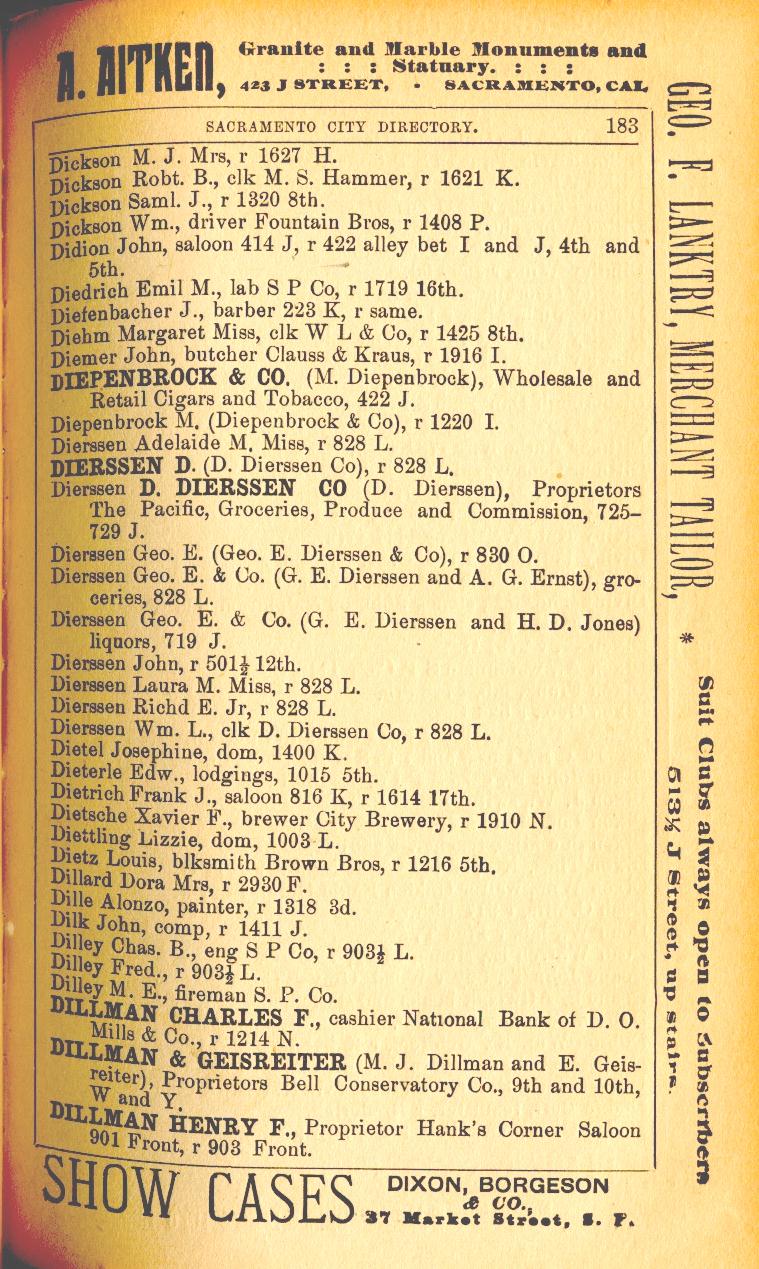 A. AITKEN,
Granite and Marble Monuments and
: : : Statuary. : : :
423 J STREET, - SACRAMENTO, CAL
SACRAMENTO CITY DIRECTORY. 183
Dickson M. J. Mrs, r 1627 H.
Dickson Robt. B., clk M. S. Hammer, r 1621 K.
Dickson Saml. J., r 1320 8th.
Dickson Wm., driver Fountain Bros, r 1408 P.
Didion John, saloon 414 J, r 422 alley bet I and J, 4th and
5th.
Diedrich Emil M., lab S P Co, r 1719 16th.
Diefenbacher J., barber 223 K, r same.
Diehm Margaret Miss, clk W L & Co, r 1425 8th.
Diemer John, butcher Clauss & Kraus, r 1916 I.
DIEPENBROCK & CO. (M. Diepenbrock), Wholesale and
Retail Cigars and Tobacco, 422 J.
Diepenbrock M. (Diepenbrock & Co), r 1220 I.
Dierssen Adelaide M. Miss, r 828 L.
DIERSSEN D. (D. Dierssen Co), r 828 L.
Dierssen D. DIERSSEN CO (D. Dierssen), Proprietors
The Pacific, Groceries, Produce and Commission, 725–
729 J.
Dierssen Geo. E. (Geo. E. Dierssen & Co), r 830 O.
Dierssen Geo. E. & Co. (G. E. Dierssen and A. G. Ernst), gro-
ceries, 828 L.
Dierssen Geo. E. & Co. (G. E. Dierssen and H. D. Jones)
liquors, 719 J.
Dierssen John, r 501½ 12th.
Dierssen Laura M. Miss, r 828 L.
Dierssen Richd E. Jr, r 828 L.
Dierssen Wm. L., clk D. Dierssen Co, r 828 L.
Dietel Josephine, dom, 1400 K.
Dieterle Edw., lodgings, 1015 5th.
Dietrich Frank J., saloon 816 K, r 1614 17th.
Dietsche Xavier F., brewer City Brewery, r 1910 N.
Diettling Lizzie, dom, 1003 L.
Dietz Louis, blksmith Brown Bros, r 1216 5th.
Dillard Dora Mrs, r 2930 F.
Dille Alonzo, painter, r 1318 3d.
Dilk John, comp, r 1411 J.
Dilley Chas. B., eng S P Co, r 903½ L.
Dilley Fred., r 903½ L.
Dilley M. E., fireman S. P. Co.
DILLMAN CHARLES F., cashier National Bank of D. O.
Mills & Co., r 1214 N.
DILLMAN & GEISREITER (M. J. Dillman and E. Geis-
reiter), Proprietors Bell Conservatory Co., 9th and 10th,
W and Y.
DILLMAN HENRY F., Proprietor Hank's Corner Saloon
901 Front, r 903 Front.
SHOW CASES
DIXON, BORGESON
& CO.,
37 Market Street, S. F.
GEO. F. LANKTRY, MERCHANT TAILOR, *
Suit Clubs always open to Subscribers
513½ J Street, up stairs.